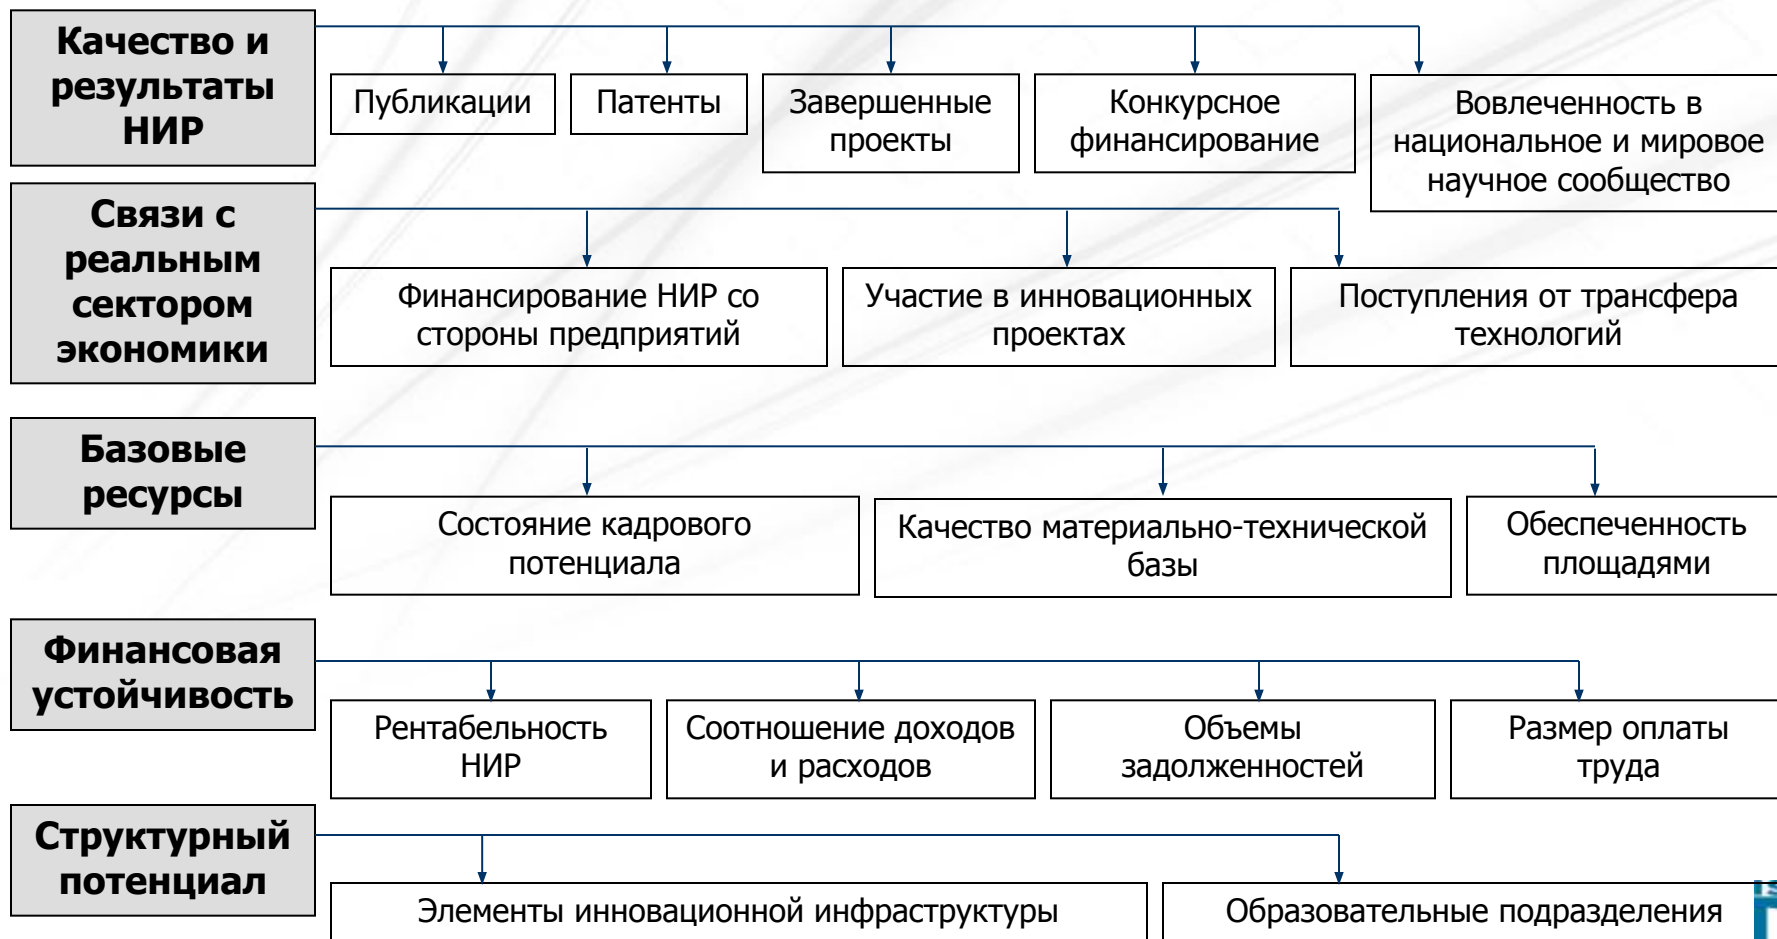 Качество и
результаты
НИР
Публикации
Патенты
Завершенные
проекты
Конкурсное
финансирование
Вовлеченность в
национальное и мировое
научное сообщество
Связи с
реальным
сектором
экономики
Финансирование НИР со
стороны предприятий
Участие в инновационных
проектах
Поступления от трансфера
технологий
Базовые
ресурсы
Состояние кадрового
потенциала
Качество материально-технической
базы
Обеспеченность
площадями
Финансовая
устойчивость
Рентабельность
НИР
Соотношение доходов
и расходов
Объемы
задолженностей
Размер оплаты
труда
Структурный
потенциал
Элементы инновационной инфраструктуры
Образовательные подразделения